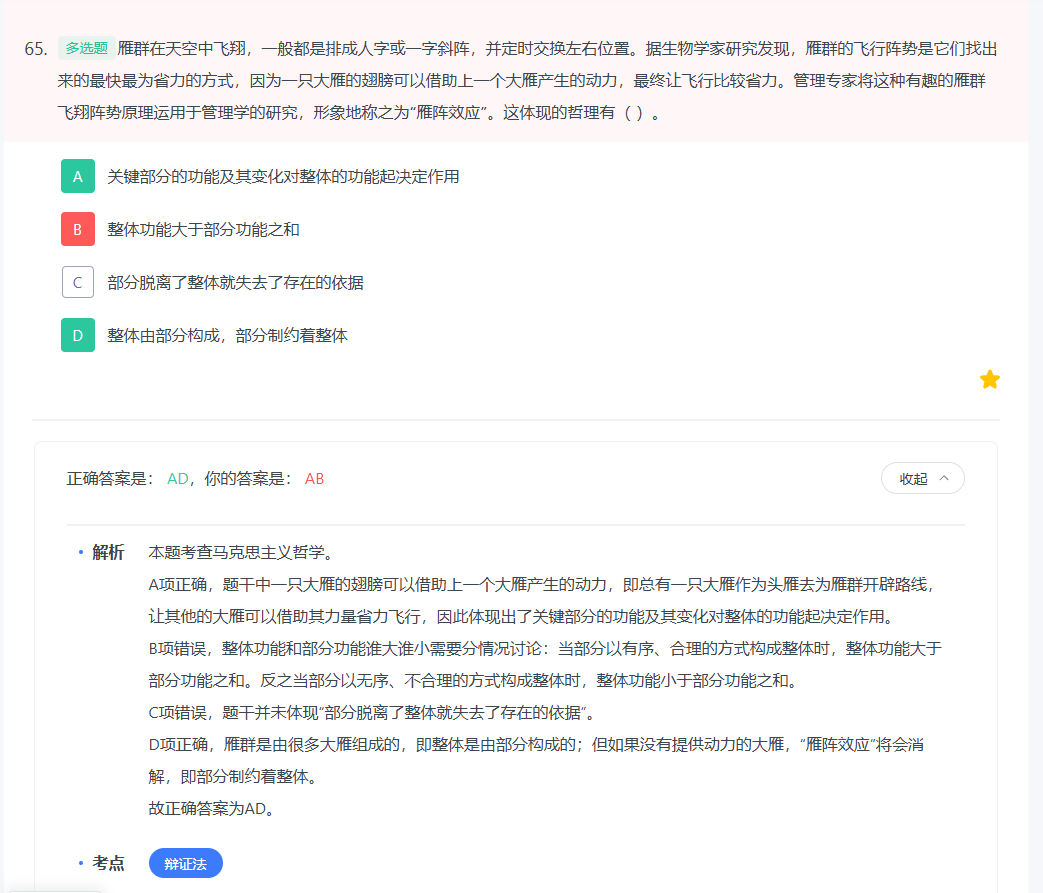 65. 多选题 雁群在天空中飞翔，一般都是排成人字或一字斜阵，并定时交换左右位置。据生物学家研究发现，雁群的飞行阵势是它们找出
来的最快最为省力的方式，因为一只大雁的翅膀可以借助上一个大雁产生的动力，最终让飞行比较省力。管理专家将这种有趣的雁群
飞翔阵势原理运用于管理学的研究，形象地称之为“雁阵效应”。这体现的哲理有（ ）。
A 关键部分的功能及其变化对整体的功能起决定作用
B 整体功能大于部分功能之和
C 部分脱离了整体就失去了存在的依据
D 整体由部分构成，部分制约着整体
正确答案是： AD，你的答案是： AB 收起
解析 本题考查马克思主义哲学。
A项正确，题干中一只大雁的翅膀可以借助上一个大雁产生的动力，即总有一只大雁作为头雁去为雁群开辟路线，
让其他的大雁可以借助其力量省力飞行，因此体现出了关键部分的功能及其变化对整体的功能起决定作用。
B项错误，整体功能和部分功能谁大谁小需要分情况讨论：当部分以有序、合理的方式构成整体时，整体功能大于
部分功能之和。反之当部分以无序、不合理的方式构成整体时，整体功能小于部分功能之和。
C项错误，题干并未体现“部分脱离了整体就失去了存在的依据”。
D项正确，雁群是由很多大雁组成的，即整体是由部分构成的；但如果没有提供动力的大雁，“雁阵效应”将会消
解，即部分制约着整体。
故正确答案为AD。
考点 辩证法